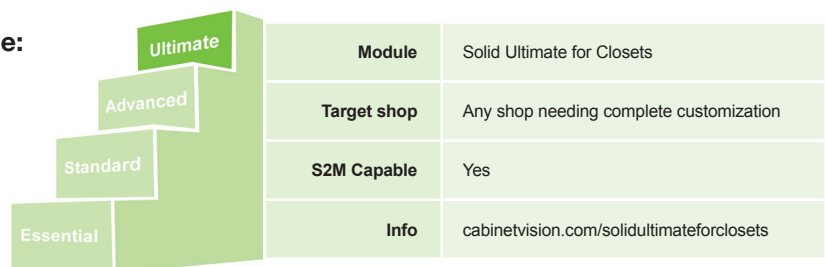 e:
Ultimate
Advanced
Standard
Essential
Module Solid Ultimate for Closets
Target shop Any shop needing complete customization
S2M Capable Yes
Info cabinetvision.com/solidultimateforclosets